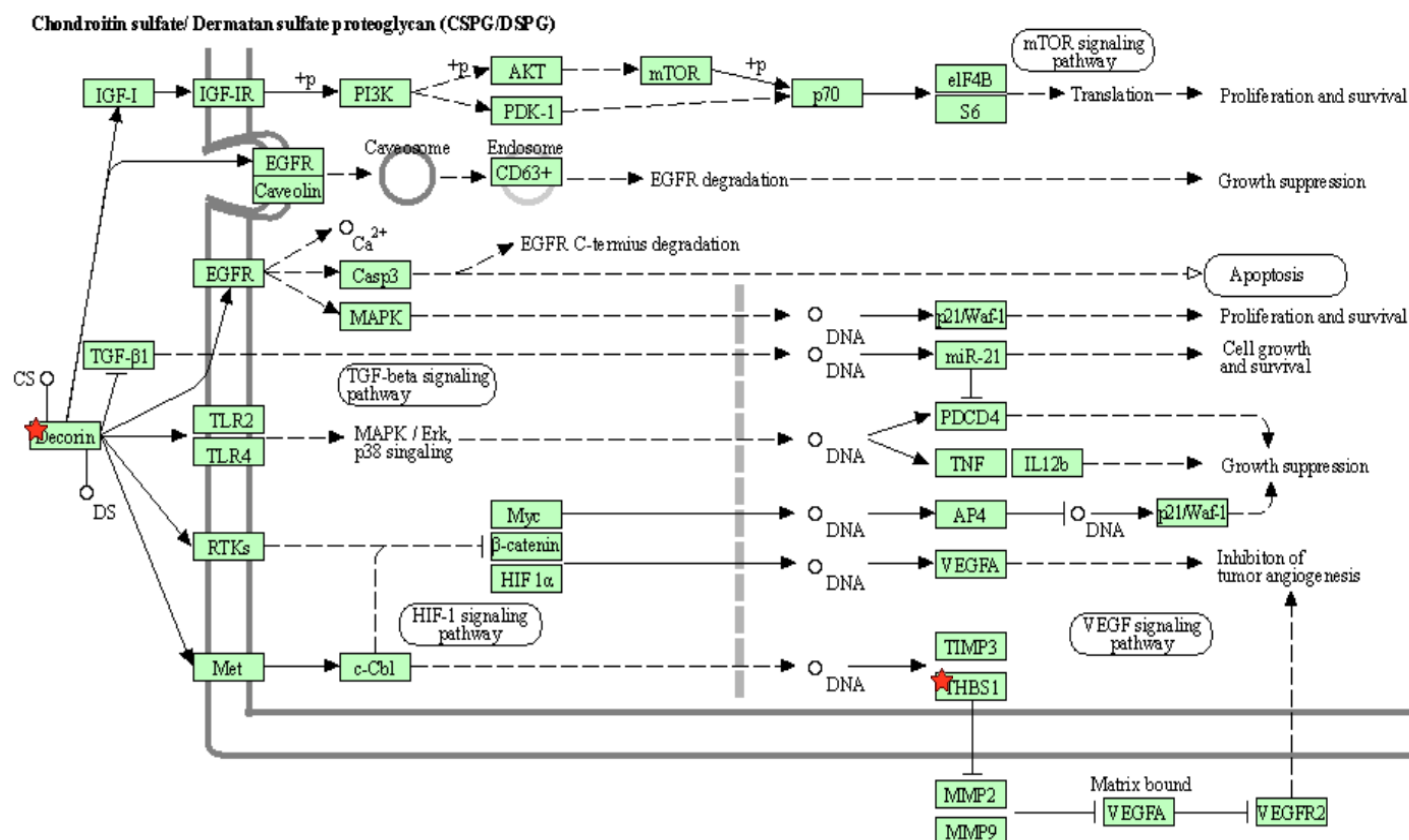 Chondroitin sulfate/ Dermatan sulfate proteoglycan (CSPG/DSPG)
IGF-I
IGF-IR
+p
PI3K
+p
AKT
PDK-1
mTOR
+p
p70
eIF4B
S6
mTOR signaling
pathway
Translation
Proliferation and survival
EGFR
Caveolin
Caveosome
Endosome
CD63+
EGFR degradation
Growth suppression
Ca2+
EGFR C-termius degradation
EGFR
Casp3
Apoptosis
MAPK
DNA
p21/Waf-1
Proliferation and survival
TGF-β1
DNA
miR-21
Cell growth
and survival
TGF-beta signaling
pathway
CS
Decorin
DS
TLR2
TLR4
MAPK / Erk,
p38 singaling
DNA
PDCD4
TNF
IL12b
Growth suppression
Myc
DNA
AP4
DNA
p21/Waf-1
RTKs
β-catenin
HIF 1α
DNA
VEGFA
Inhibiton of
tumor angiogenesis
HIF-1 signaling
pathway
VEGF signaling
pathway
Met
c-Cbl
DNA
TIMP3
THBS1
MMP2
MMP9
Matrix bound
VEGFA
VEGFR2